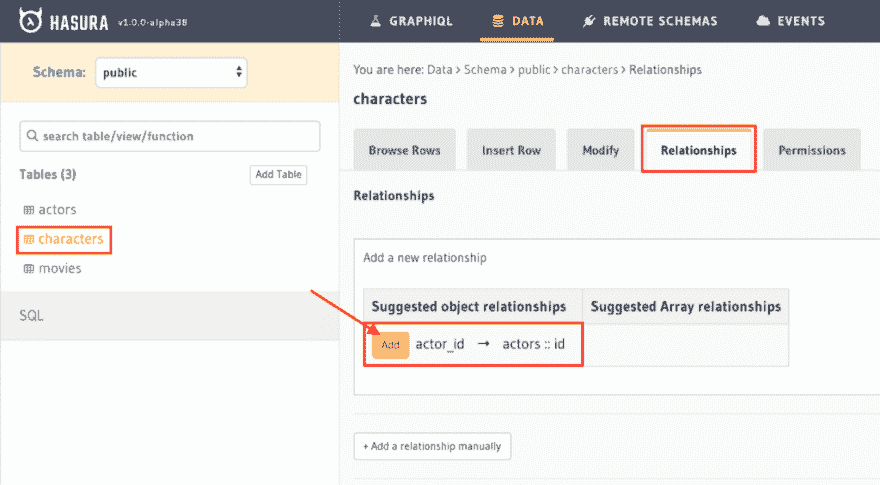 HASURA v1.0.0-alpha38 GRAPHIQL DATA REMOTE SCHEMAS EVENTS
Schema: public
search table/view/function
Tables (3) Add Table
actors
characters
movies
SQL
You are here: Data > Schema > public > characters > Relationships
characters
Browse Rows Insert Row Modify Relationships Permissions
Relationships
Add a new relationship
Suggested object relationships Suggested Array relationships
Add actor_id → actors :: id
+ Add a relationship manually